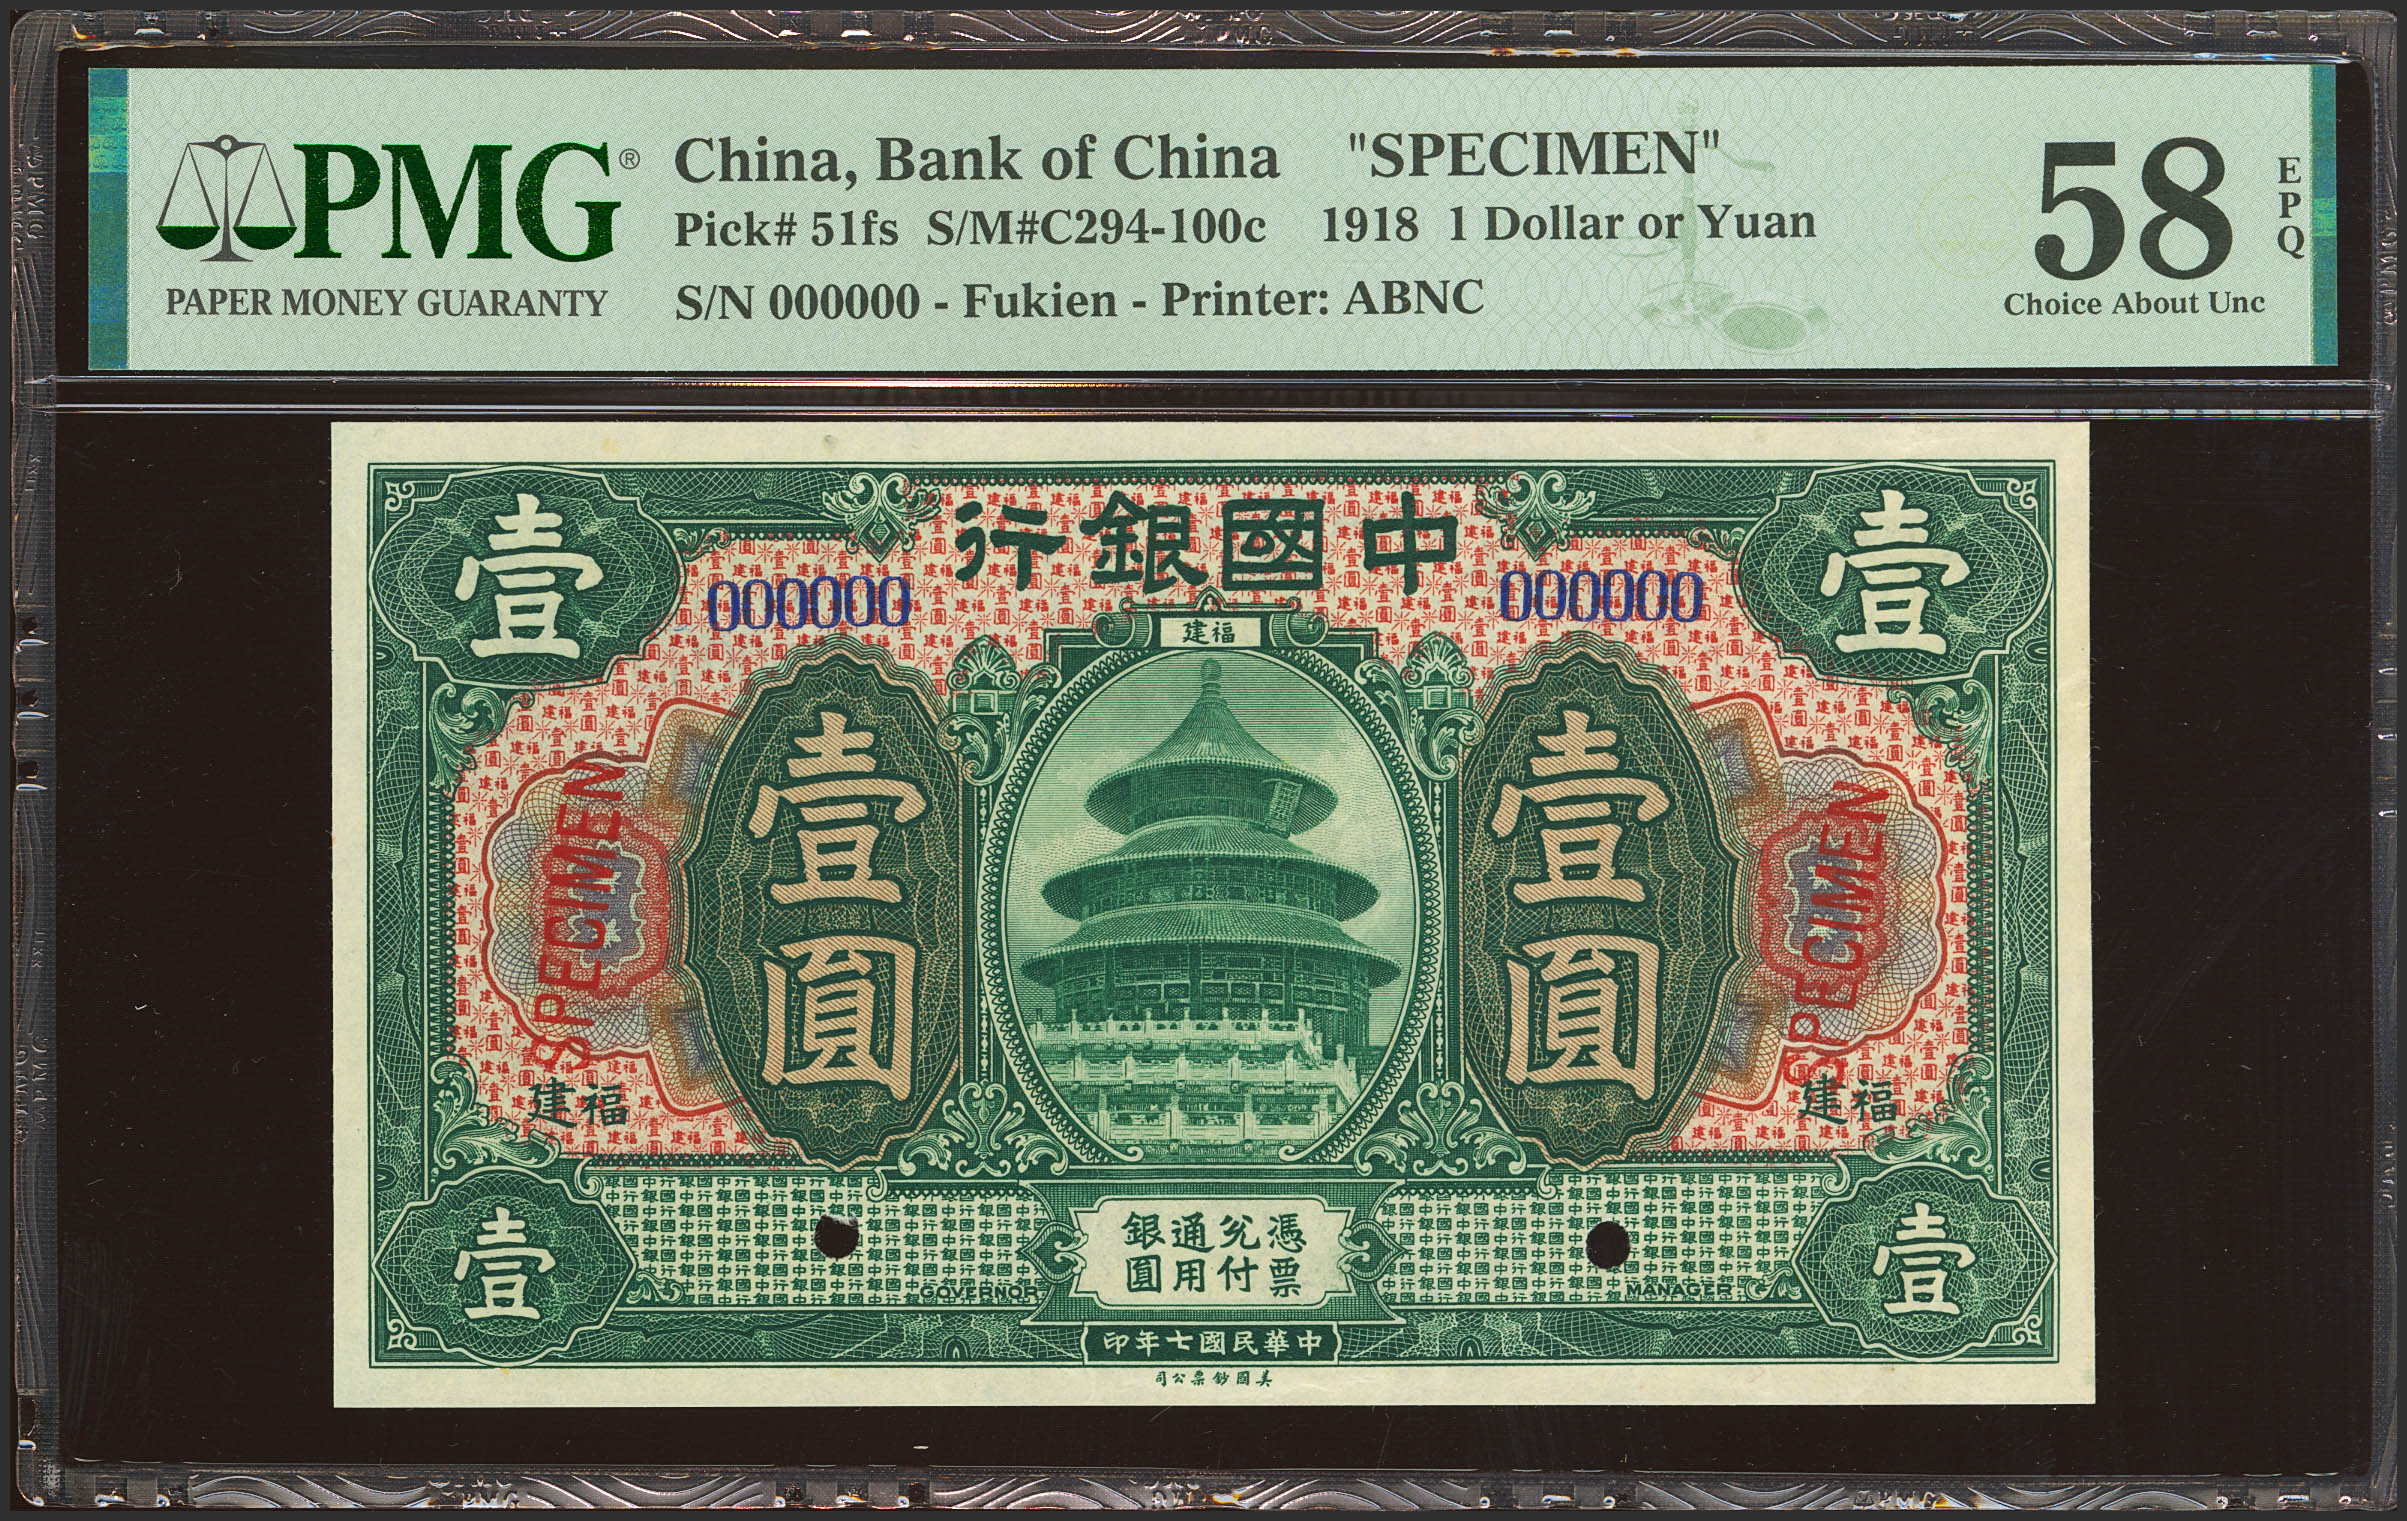 PMG®
PAPER MONEY GUARANTY
China, Bank of China "SPECIMEN"
Pick# 51fs S/M#C294-100c 1918 1 Dollar or Yuan
S/N 000000 - Fukien - Printer: ABNC
58
EPQ
Choice About Unc
中國銀行
壹
壹
000000
000000
福建
壹圓
壹圓
SPECIMEN
SPECIMEN
福建
福建
憑票兌付通用銀圓
GOVERNOR
MANAGER
壹
壹
中華民國七年印
美國鈔票公司